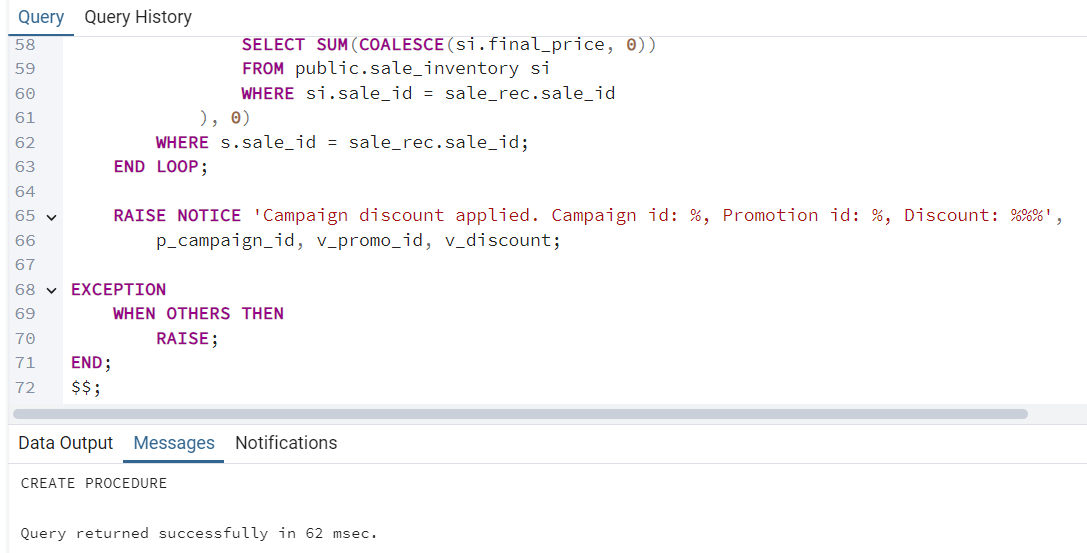 Query Query History
58 SELECT SUM(COALESCE(si.final_price, 0))
59 FROM public.sale_inventory si
60 WHERE si.sale_id = sale_rec.sale_id
61 ), 0)
62 WHERE s.sale_id = sale_rec.sale_id;
63 END LOOP;
64
65 RAISE NOTICE 'Campaign discount applied. Campaign id: %, Promotion id: %, Discount: %%%',
66 p_campaign_id, v_promo_id, v_discount;
67
68 EXCEPTION
69 WHEN OTHERS THEN
70 RAISE;
71 END;
72 $$;
Data Output Messages Notifications
CREATE PROCEDURE
Query returned successfully in 62 msec.